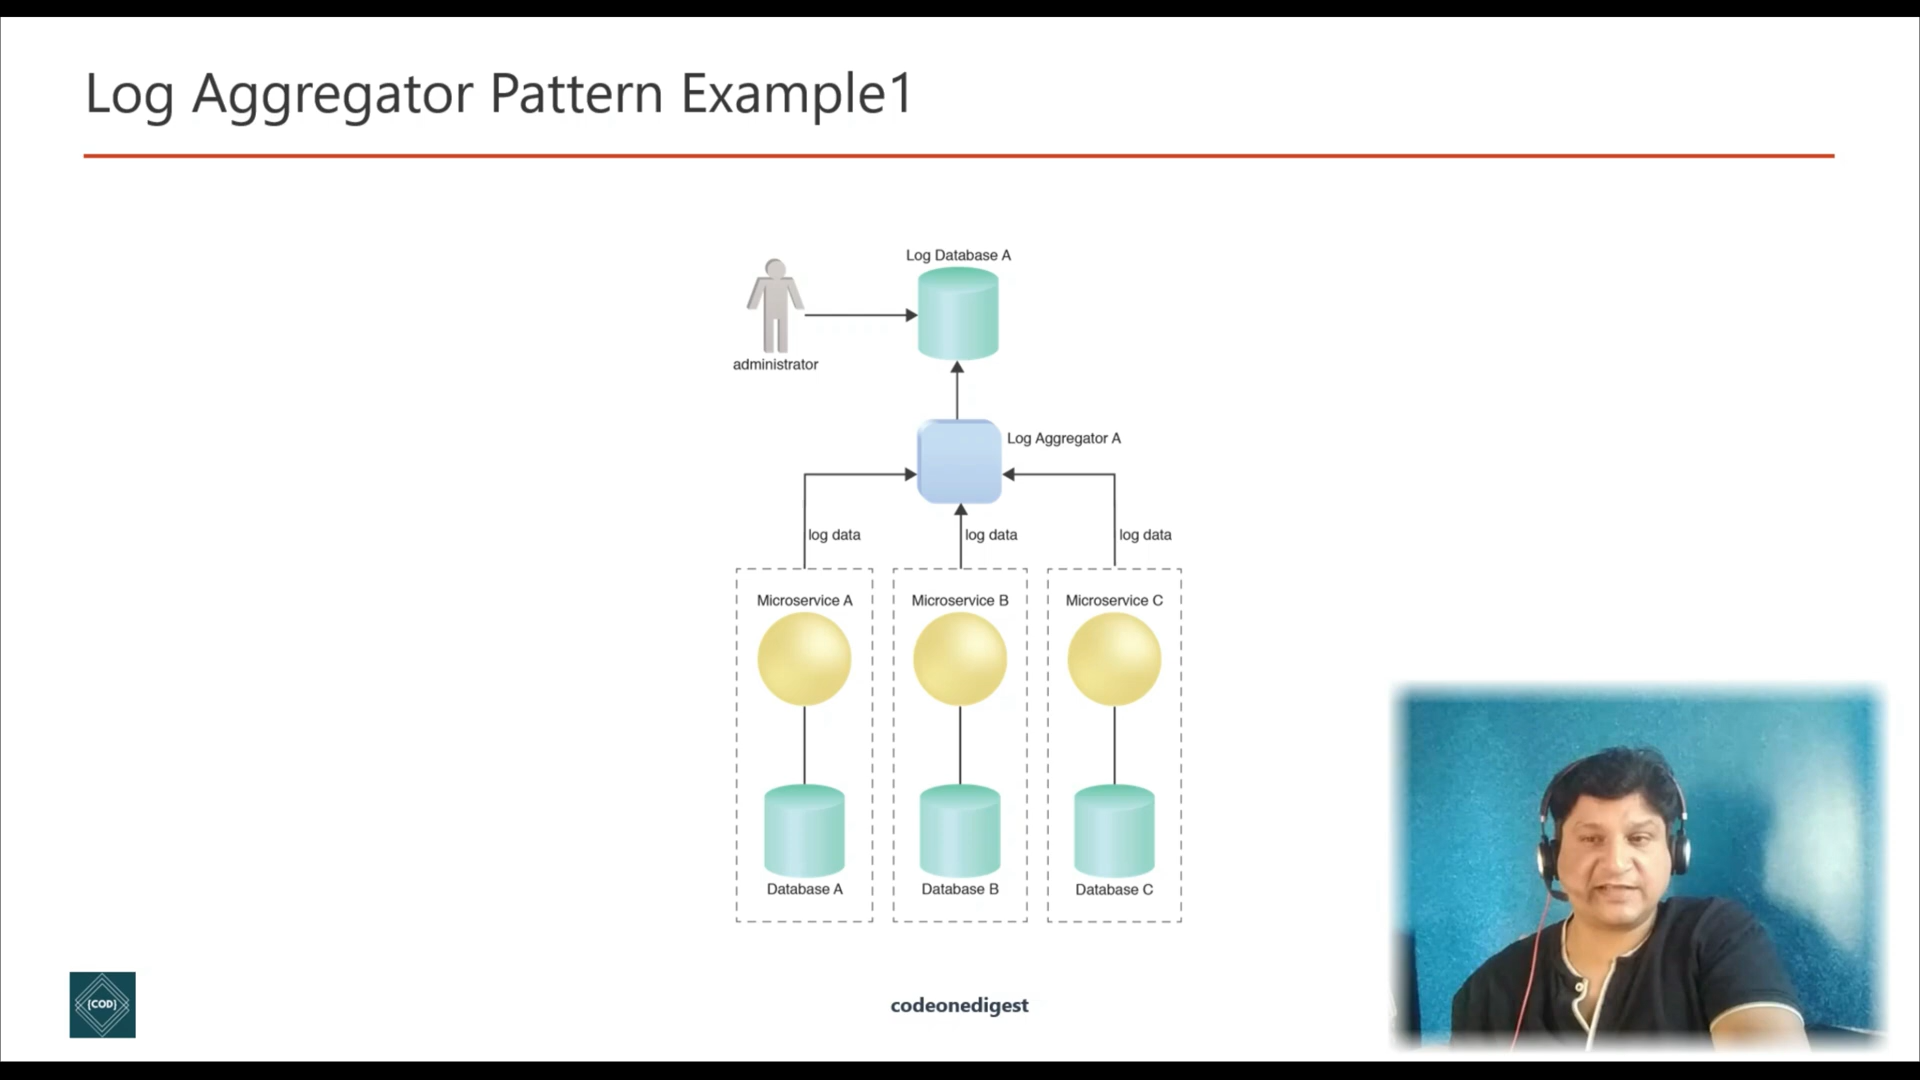 Log Aggregator Pattern Example1
Log Database A
administrator
Log Aggregator A
log data
log data
log data
Microservice A
Microservice B
Microservice C
Database A
Database B
Database C
{COD}
codeonedigest